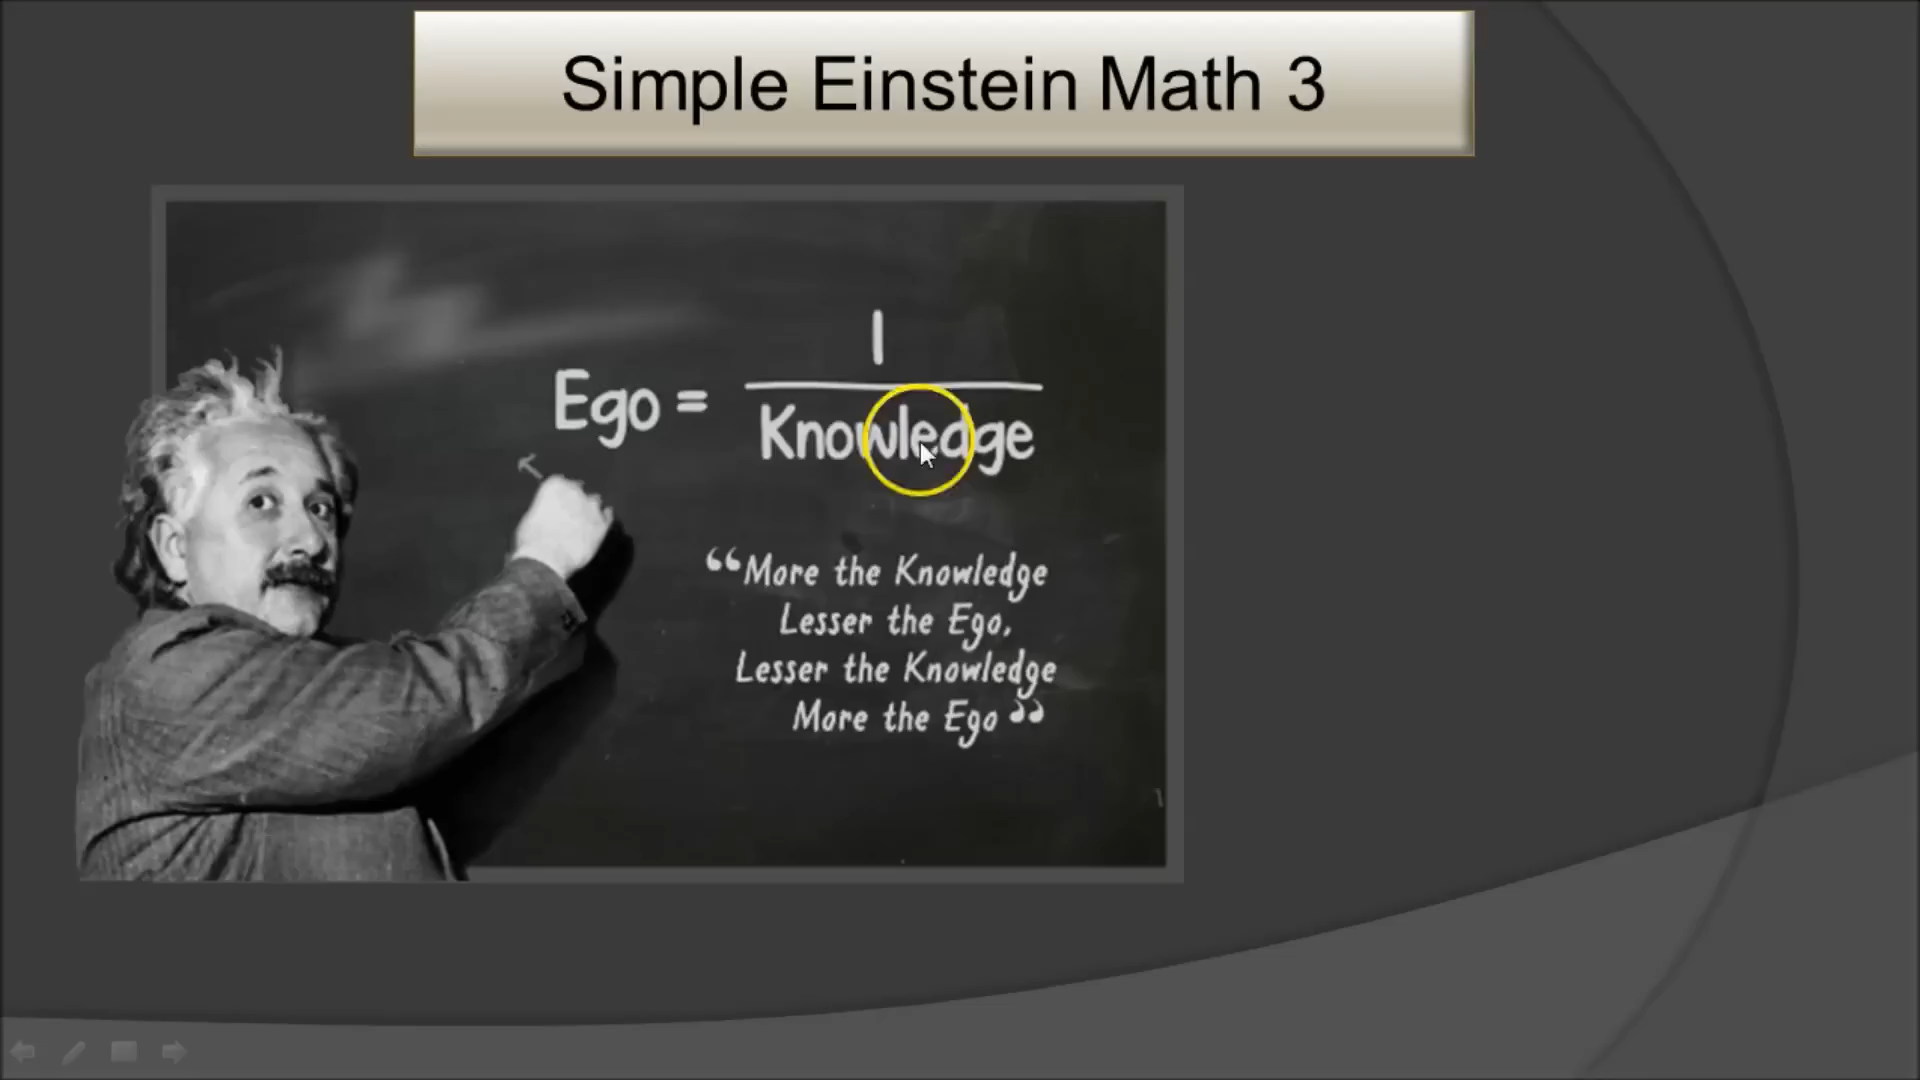 Simple Einstein Math 3
Ego = 1
Knowledge
“More the Knowledge
Lesser the Ego,
Lesser the Knowledge
More the Ego”